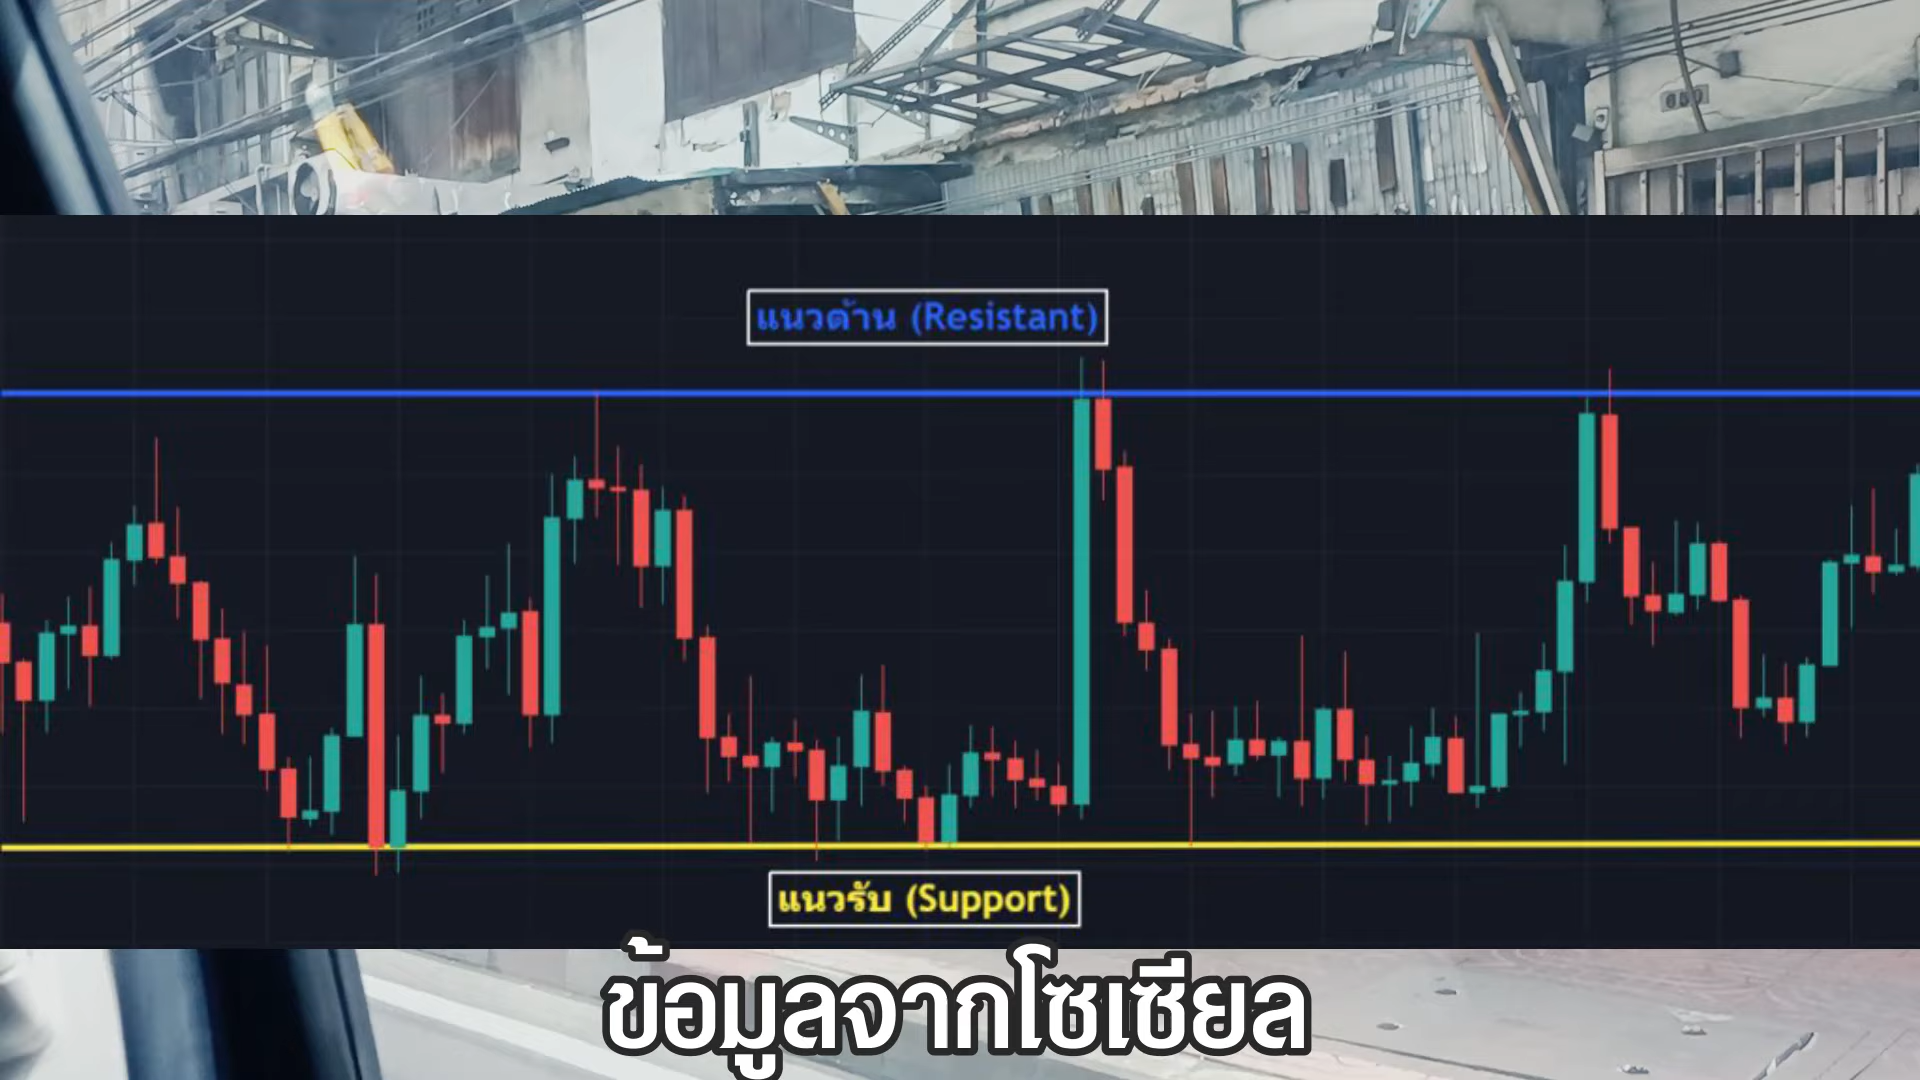 แนวต้าน (Resistant)
แนวรับ (Support)
ข้อมูลจากโซเซียล